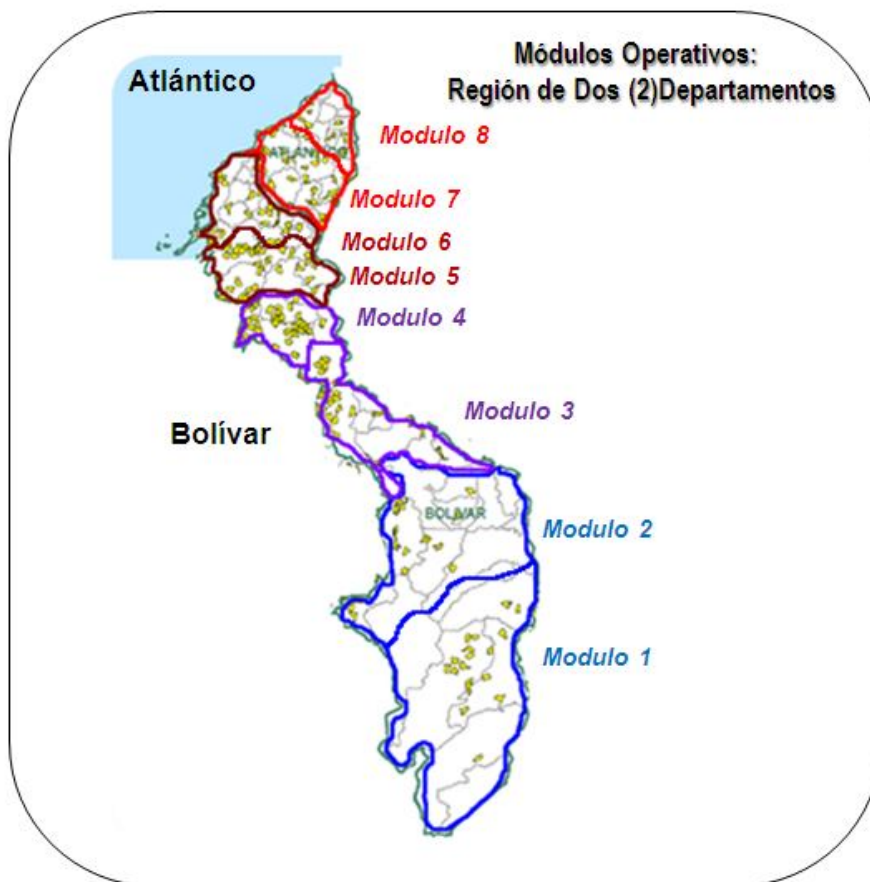 Módulos Operativos:
Región de Dos (2)Departamentos
Atlántico
Modulo 8
ATLANTICO
Modulo 7
Modulo 6
Modulo 5
Modulo 4
Modulo 3
Bolívar
BOLIVAR
Modulo 2
Modulo 1